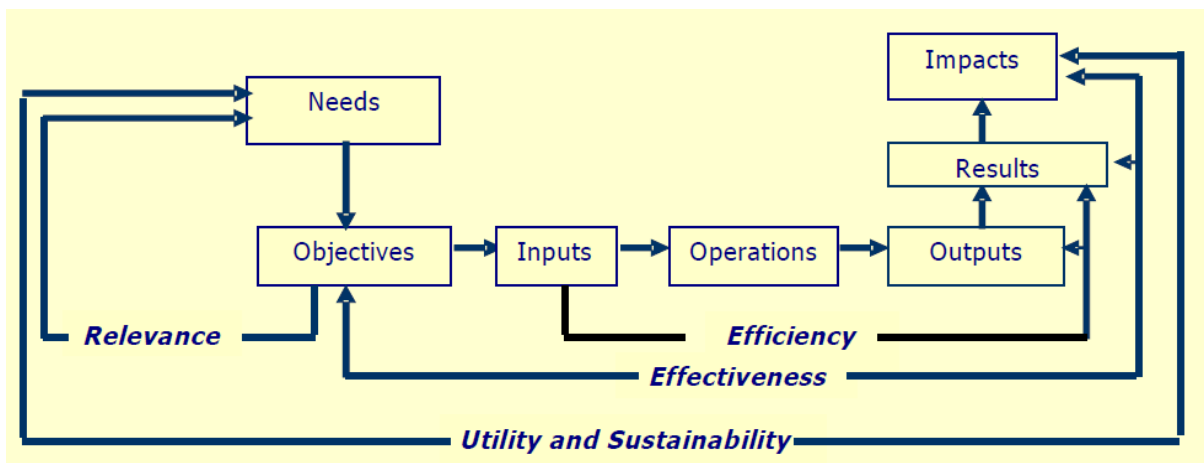 Impacts
Needs
Results
Objectives
Inputs
Operations
Outputs
Relevance
Efficiency
Effectiveness
Utility and Sustainability